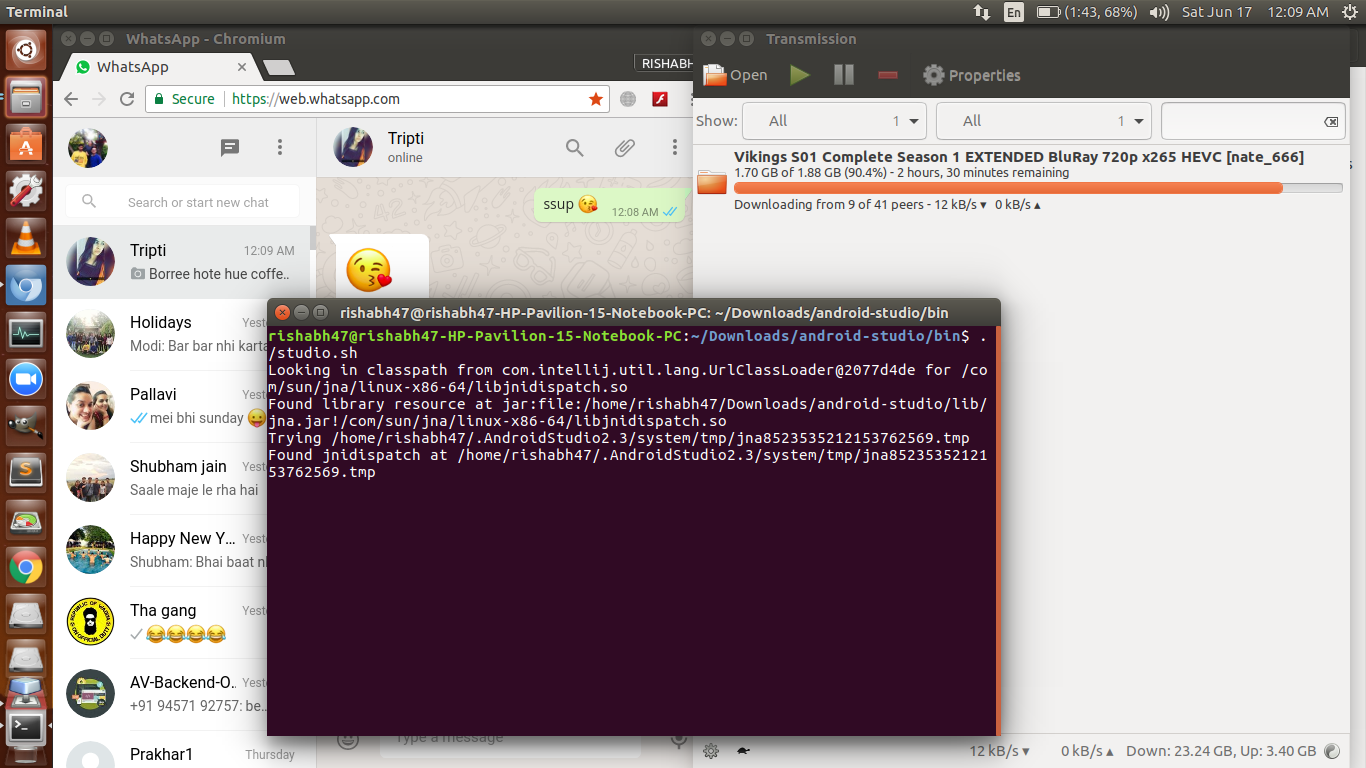 Terminal
En
(1:43, 68%)
Sat Jun 17
12:09 AM
WhatsApp - Chromium
WhatsApp
RISHABH
Secure
https://web.whatsapp.com
Tripti
online
Search or start new chat
ssup 😘
12:08 AM
Tripti
12:09 AM
Borree hote hue coffe..
Holidays
Yeste
Modi: Bar bar nhi karta
Pallavi
Yeste
mei bhi sunday 😛
Shubham jain
Yeste
Saale maje le rha hai
Happy New Y...
Yeste
Shubham: Bhai baat nh
Tha gang
Yeste
😂😂😂😂
AV-Backend-O..
Yeste
+91 94571 92757: be..
Prakhar1
Thursday
Type a message
Transmission
Open
Properties
Show:
All
1
All
1
Vikings S01 Complete Season 1 EXTENDED BluRay 720p x265 HEVC [nate_666]
1.70 GB of 1.88 GB (90.4%) - 2 hours, 30 minutes remaining
Downloading from 9 of 41 peers - 12 kB/s ▾ 0 kB/s ▴
rishabh47@rishabh47-HP-Pavilion-15-Notebook-PC: ~/Downloads/android-studio/bin
rishabh47@rishabh47-HP-Pavilion-15-Notebook-PC:~/Downloads/android-studio/bin$ .
/studio.sh
Looking in classpath from com.intellij.util.lang.UrlClassLoader@2077d4de for /co
m/sun/jna/linux-x86-64/libjnidispatch.so
Found library resource at jar:file:/home/rishabh47/Downloads/android-studio/lib/
jna.jar!/com/sun/jna/linux-x86-64/libjnidispatch.so
Trying /home/rishabh47/.AndroidStudio2.3/system/tmp/jna8523535212153762569.tmp
Found jnidispatch at /home/rishabh47/.AndroidStudio2.3/system/tmp/jna85235352121
53762569.tmp
12 kB/s ▾
0 kB/s ▴
Down: 23.24 GB, Up: 3.40 GB